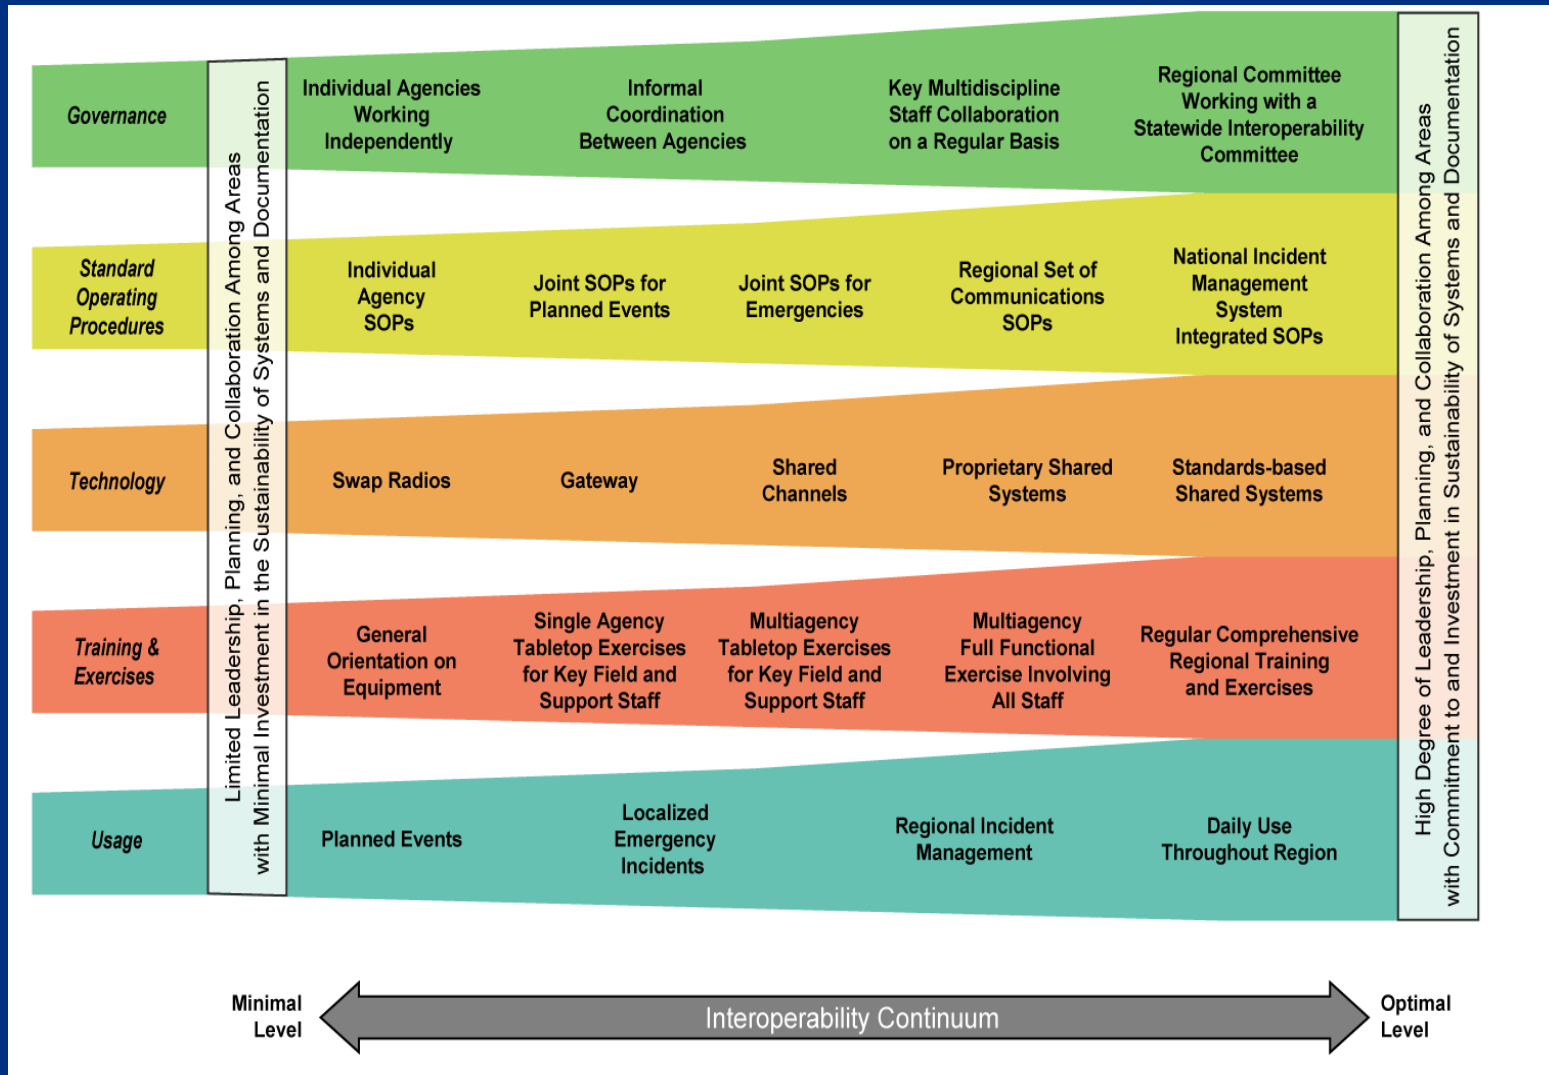 Governance
Individual Agencies
Working
Independently
Informal
Coordination
Between Agencies
Key Multidiscipline
Staff Collaboration
on a Regular Basis
Regional Committee
Working with a
Statewide Interoperability
Committee
Standard
Operating
Procedures
Individual
Agency
SOPs
Joint SOPs for
Planned Events
Joint SOPs for
Emergencies
Regional Set of
Communications
SOPs
National Incident
Management
System
Integrated SOPs
Technology
Swap Radios
Gateway
Shared
Channels
Proprietary Shared
Systems
Standards-based
Shared Systems
Training &
Exercises
General
Orientation on
Equipment
Single Agency
Tabletop Exercises
for Key Field and
Support Staff
Multiagency
Tabletop Exercises
for Key Field and
Support Staff
Multiagency
Full Functional
Exercise Involving
All Staff
Regular Comprehensive
Regional Training
and Exercises
Usage
Planned Events
Localized
Emergency
Incidents
Regional Incident
Management
Daily Use
Throughout Region
Limited Leadership, Planning, and Collaboration Among Areas
with Minimal Investment in the Sustainability of Systems and Documentation
High Degree of Leadership, Planning, and Collaboration Among Areas
with Commitment to and Investment in Sustainability of Systems and Documentation
Minimal
Level
Interoperability Continuum
Optimal
Level